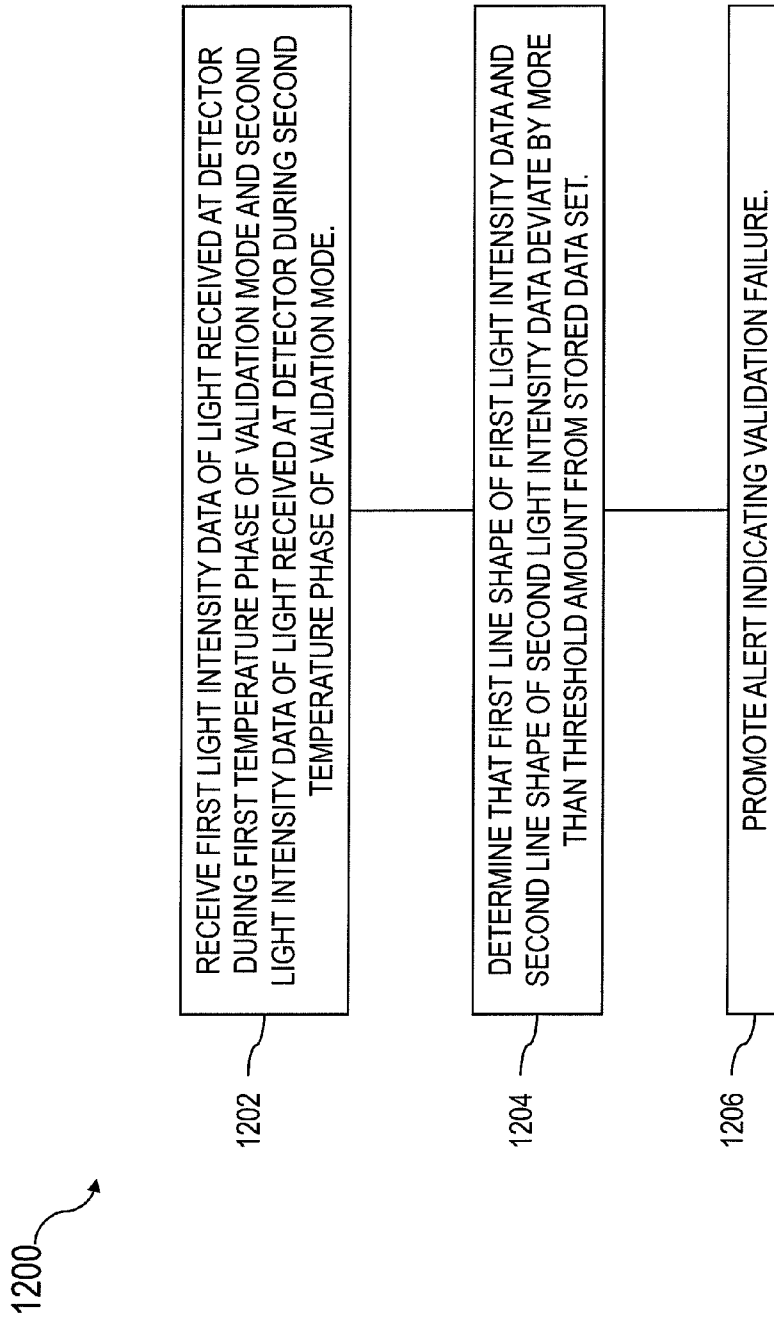 1200
1202
RECEIVE FIRST LIGHT INTENSITY DATA OF LIGHT RECEIVED AT DETECTOR
DURING FIRST TEMPERATURE PHASE OF VALIDATION MODE AND SECOND
LIGHT INTENSITY DATA OF LIGHT RECEIVED AT DETECTOR DURING SECOND
TEMPERATURE PHASE OF VALIDATION MODE.
1204
DETERMINE THAT FIRST LINE SHAPE OF FIRST LIGHT INTENSITY DATA AND
SECOND LINE SHAPE OF SECOND LIGHT INTENSITY DATA DEVIATE BY MORE
THAN THRESHOLD AMOUNT FROM STORED DATA SET.
1206
PROMOTE ALERT INDICATING VALIDATION FAILURE.